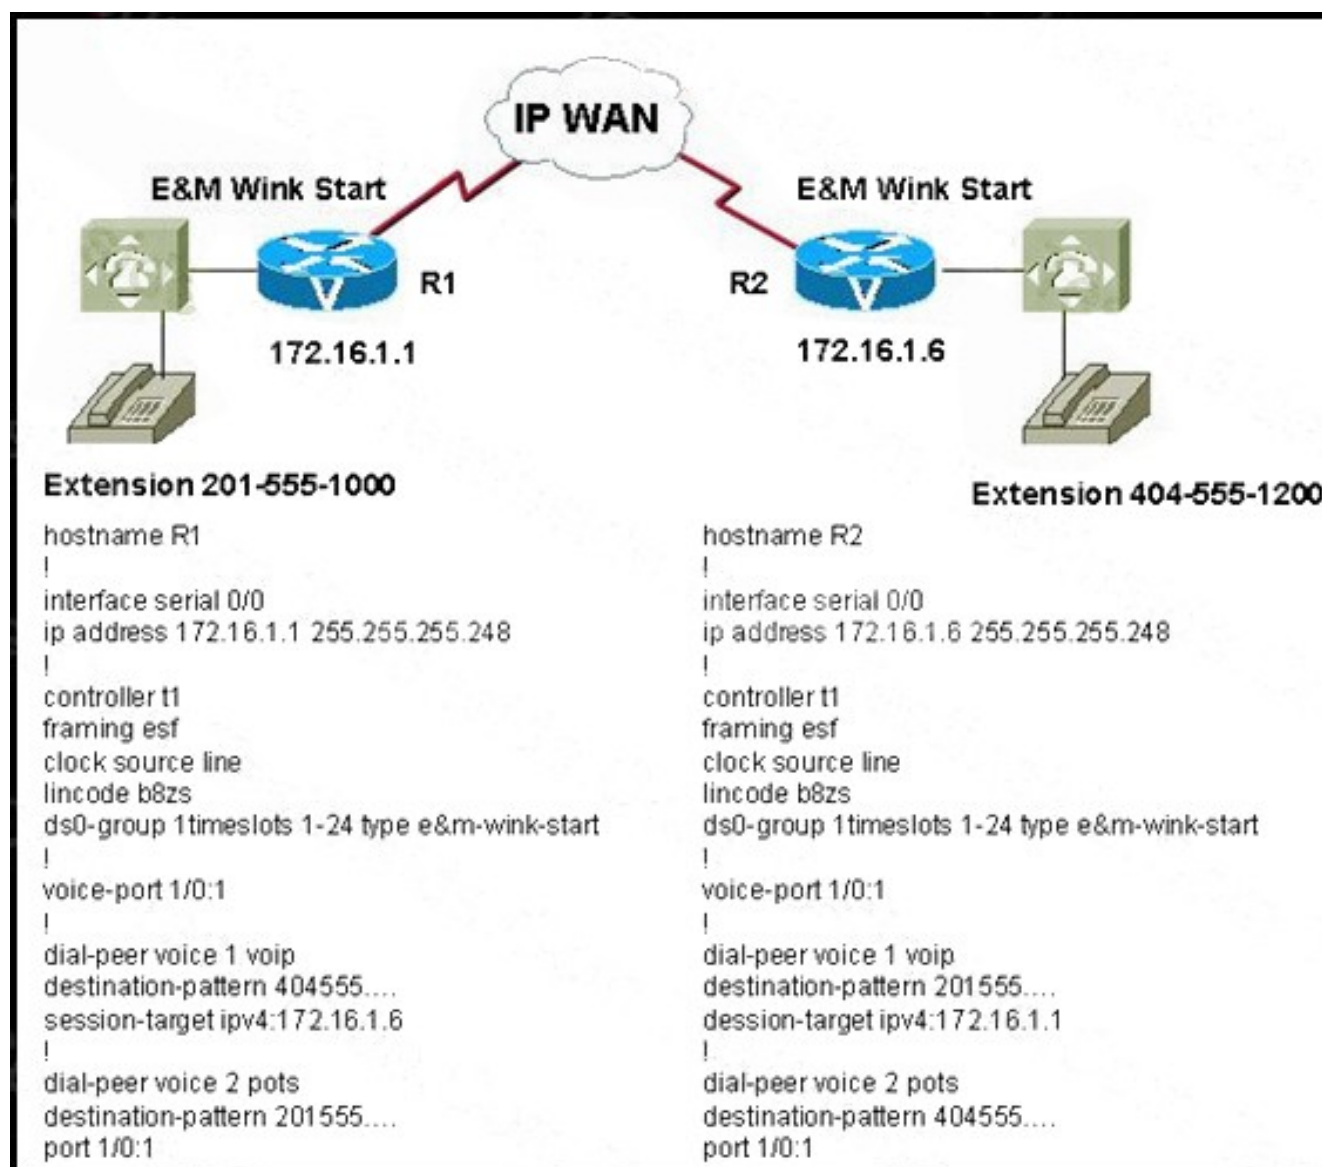 IP WAN
E&M Wink Start
E&M Wink Start
V
R1
R2
V
172.16.1.1
172.16.1.6
Extension 201-555-1000
Extension 404-555-1200
hostname R1
!
interface serial 0/0
ip address 172.16.1.1 255.255.255.248
!
controller t1
framing esf
clock source line
lincode b8zs
ds0-group 1timeslots 1-24 type e&m-wink-start
!
voice-port 1/0:1
!
dial-peer voice 1 voip
destination-pattern 404555....
session-target ipv4:172.16.1.6
!
dial-peer voice 2 pots
destination-pattern 201555....
port 1/0:1
hostname R2
!
interface serial 0/0
ip address 172.16.1.6 255.255.255.248
!
controller t1
framing esf
clock source line
lincode b8zs
ds0-group 1timeslots 1-24 type e&m-wink-start
!
voice-port 1/0:1
!
dial-peer voice 1 voip
destination-pattern 201555....
dession-target ipv4:172.16.1.1
!
dial-peer voice 2 pots
destination-pattern 404555....
port 1/0:1